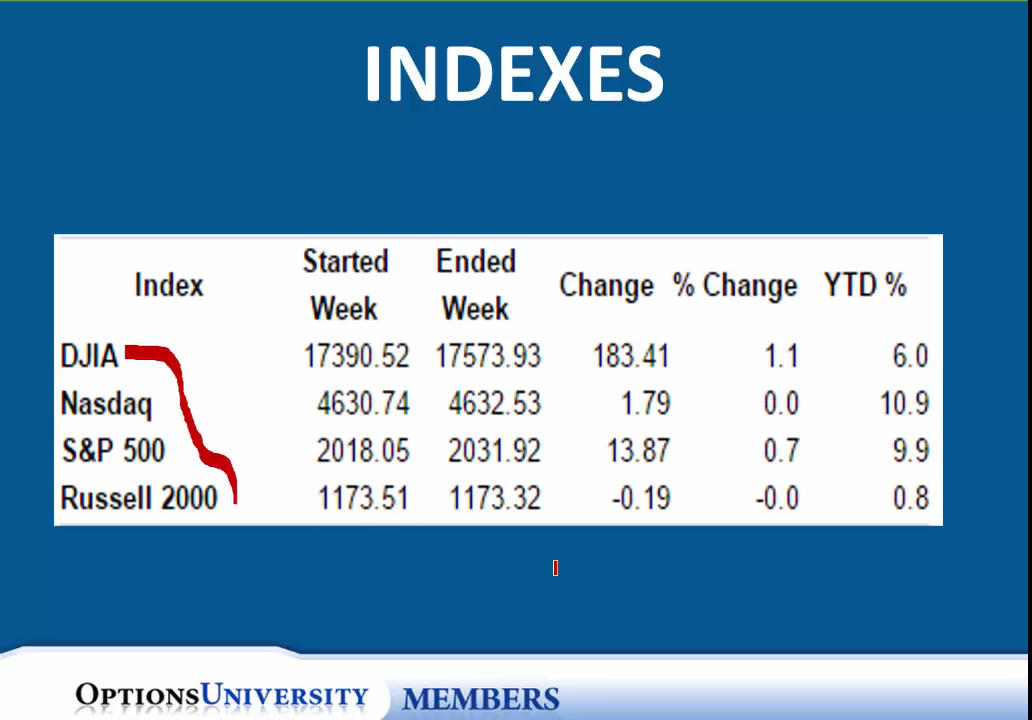 INDEXES
Index Started Week Ended Week Change % Change YTD %
DJIA 17390.52 17573.93 183.41 1.1 6.0
Nasdaq 4630.74 4632.53 1.79 0.0 10.9
S&P 500 2018.05 2031.92 13.87 0.7 9.9
Russell 2000 1173.51 1173.32 -0.19 -0.0 0.8
OPTIONSUNIVERSITY MEMBERS